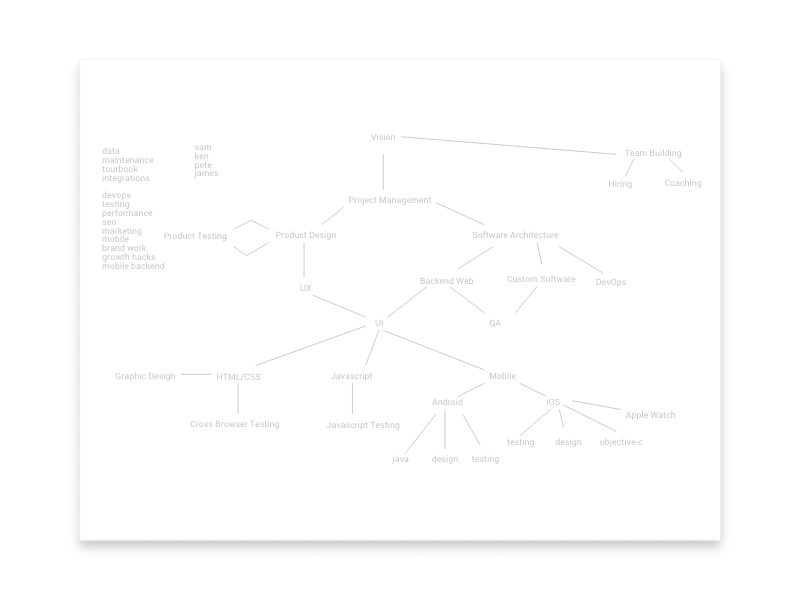 Vision
data
maintenance
tourbook
integrations
sam
ken
pete
james
Team Building
Hiring
Coaching
devops
testing
performance
seo
marketing
mobile
brand work
growth hacks
mobile backend
Project Management
Product Testing
Product Design
Software Architecture
UX
Backend Web
Custom Software
DevOps
UI
QA
Graphic Design
HTML/CSS
Javascript
Mobile
Android
iOS
Apple Watch
Cross Browser Testing
Javascript Testing
testing
design
objective-c
java
design
testing